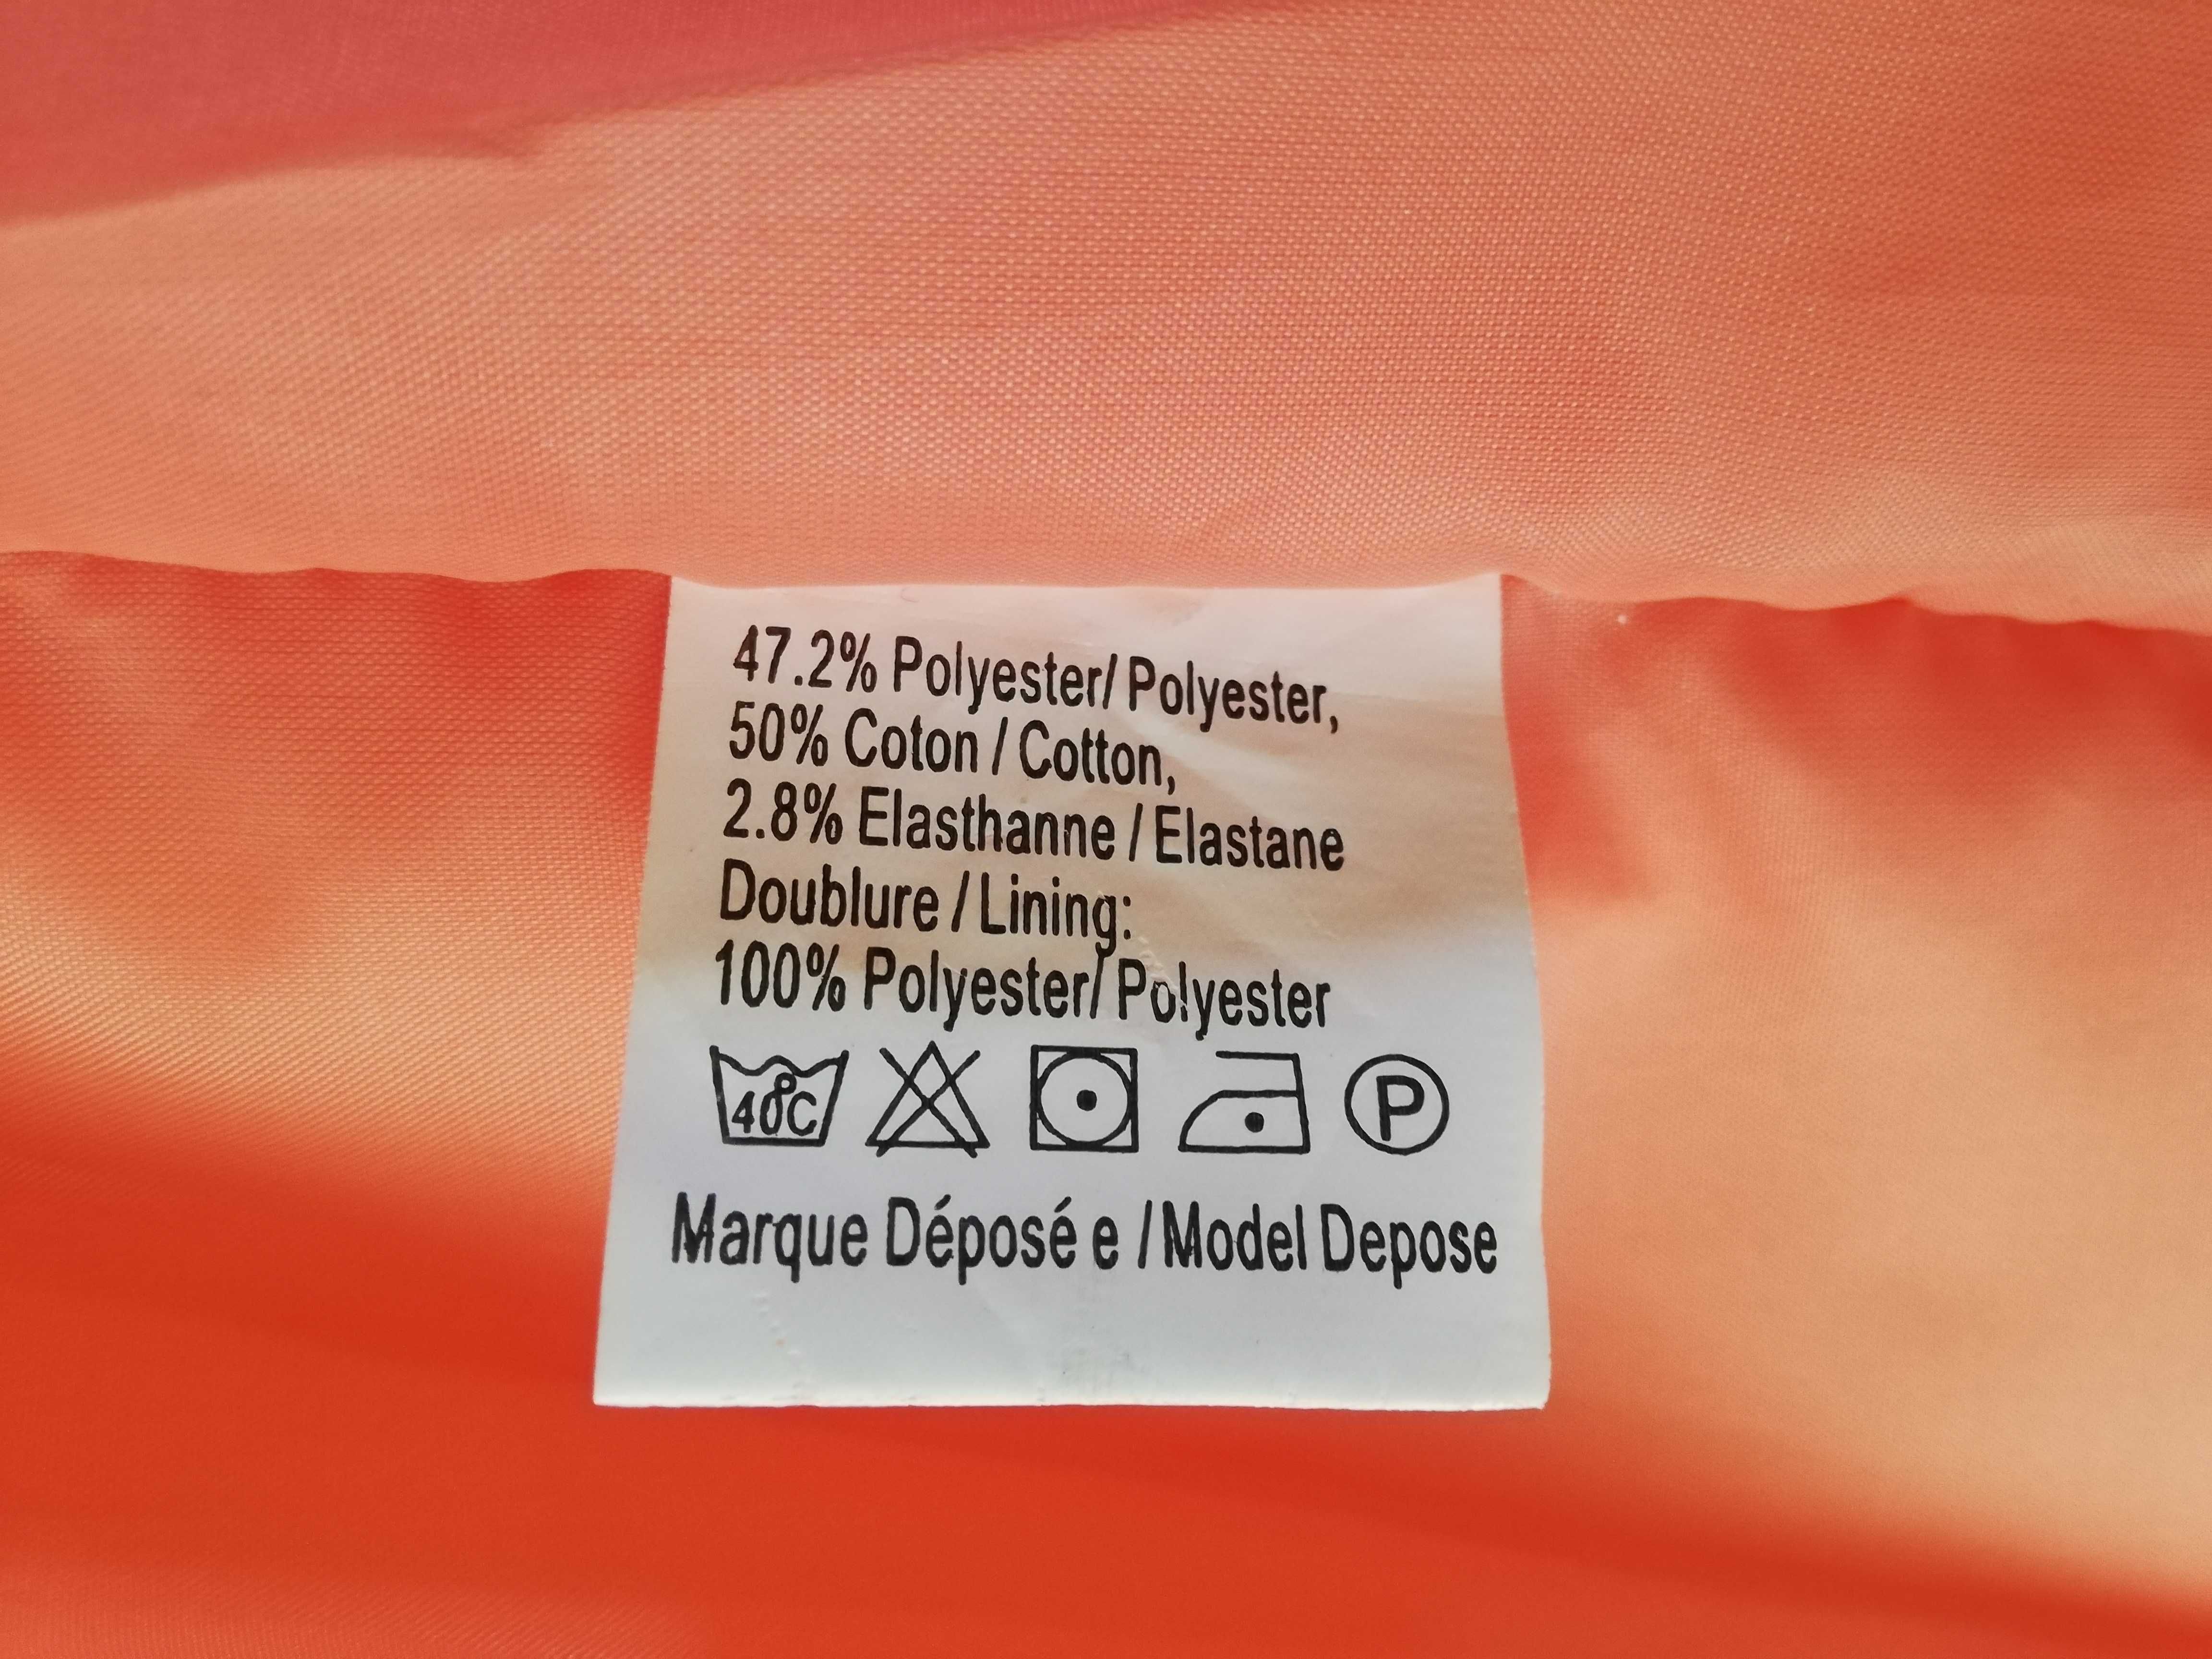 47.2% Polyester/ Polyester,
50% Coton / Cotton,
2.8% Elasthanne / Elastane
Doublure / Lining:
100% Polyester/ Polyester
40°C P
Marque Déposé e / Model Depose